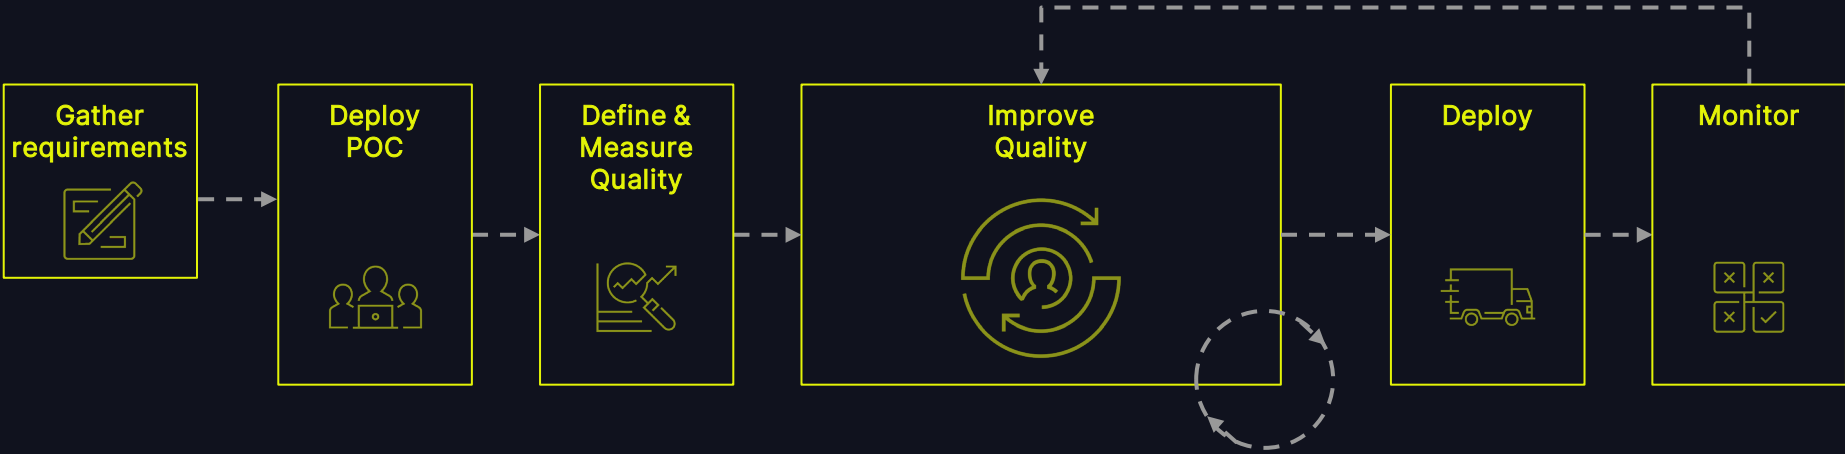 Gather
requirements
Deploy
POC
Define &
Measure
Quality
Improve
Quality
Deploy
Monitor